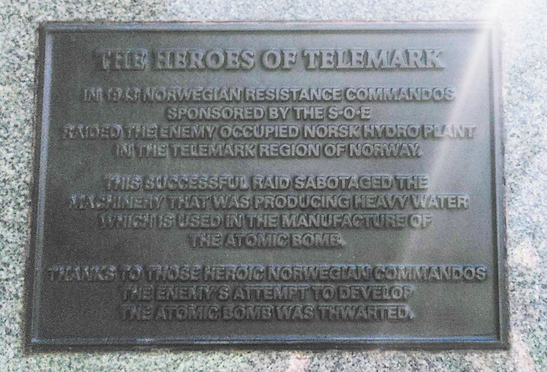 THE HEROES OF TELEMARK
IN 1943 NORWEGIAN RESISTANCE COMMANDOS
SPONSORED BY THE S·O·E
RAIDED THE ENEMY OCCUPIED NORSK HYDRO PLANT
IN THE TELEMARK REGION OF NORWAY.
THIS SUCCESSFUL RAID SABOTAGED THE
MACHINERY THAT WAS PRODUCING HEAVY WATER
WHICH IS USED IN THE MANUFACTURE OF
THE ATOMIC BOMB.
THANKS TO THOSE HEROIC NORWEGIAN COMMANDOS
THE ENEMY'S ATTEMPT TO DEVELOP
THE ATOMIC BOMB WAS THWARTED.